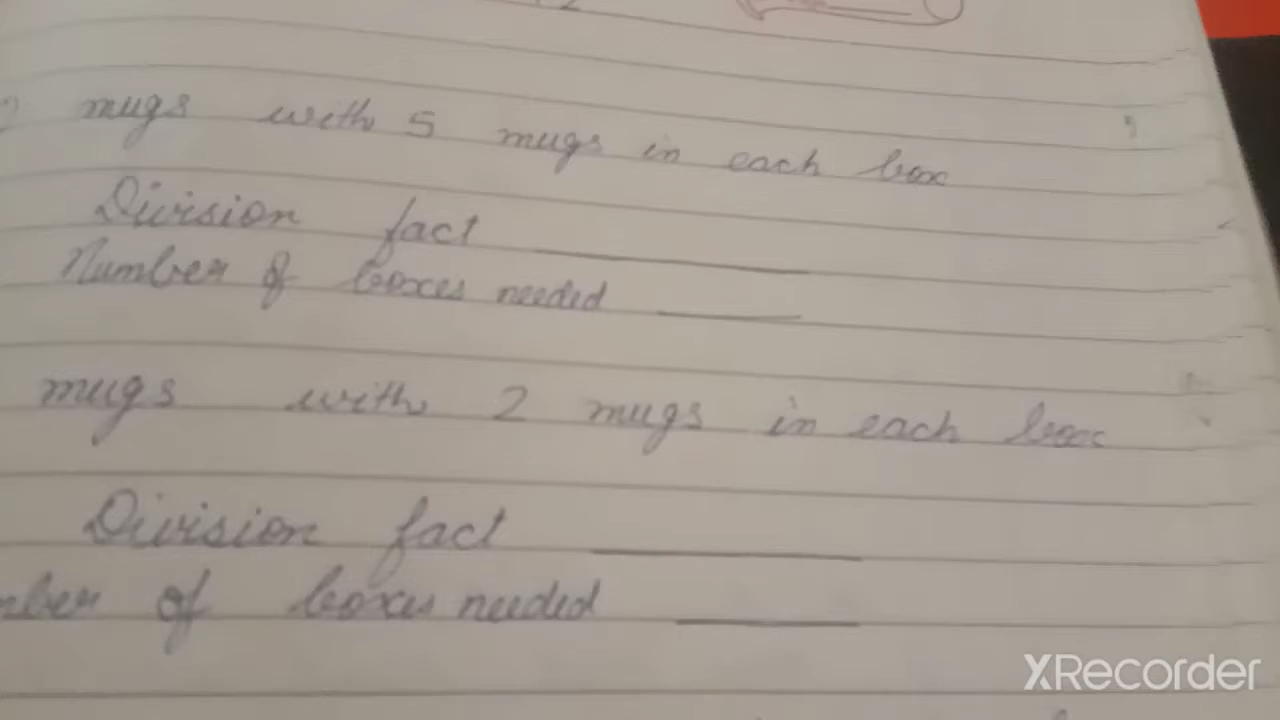 mugs with 5 mugs in each box
Division fact
Number of boxes needed
mugs with 2 mugs in each box
Division fact
mber of boxes needed
XRecorder